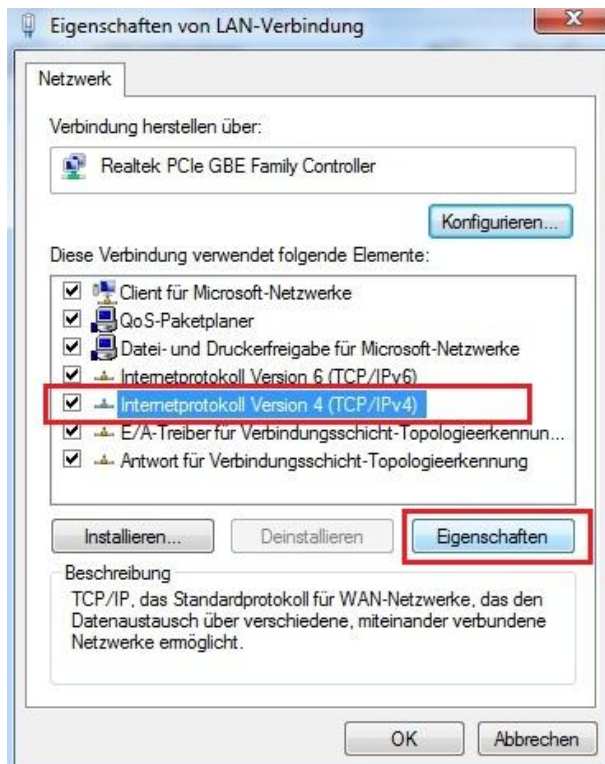 Eigenschaften von LAN-Verbindung
Netzwerk
Verbindung herstellen über:
Realtek PCIe GBE Family Controller
Konfigurieren...
Diese Verbindung verwendet folgende Elemente:
Client für Microsoft-Netzwerke
QoS-Paketplaner
Datei- und Druckerfreigabe für Microsoft-Netzwerke
Internetprotokoll Version 6 (TCP/IPv6)
Internetprotokoll Version 4 (TCP/IPv4)
E/A-Treiber für Verbindungsschicht-Topologieerkennun...
Antwort für Verbindungsschicht-Topologieerkennung
Installieren... Deinstallieren Eigenschaften
Beschreibung
TCP/IP, das Standardprotokoll für WAN-Netzwerke, das den
Datenaustausch über verschiedene, miteinander verbundene
Netzwerke ermöglicht.
OK Abbrechen